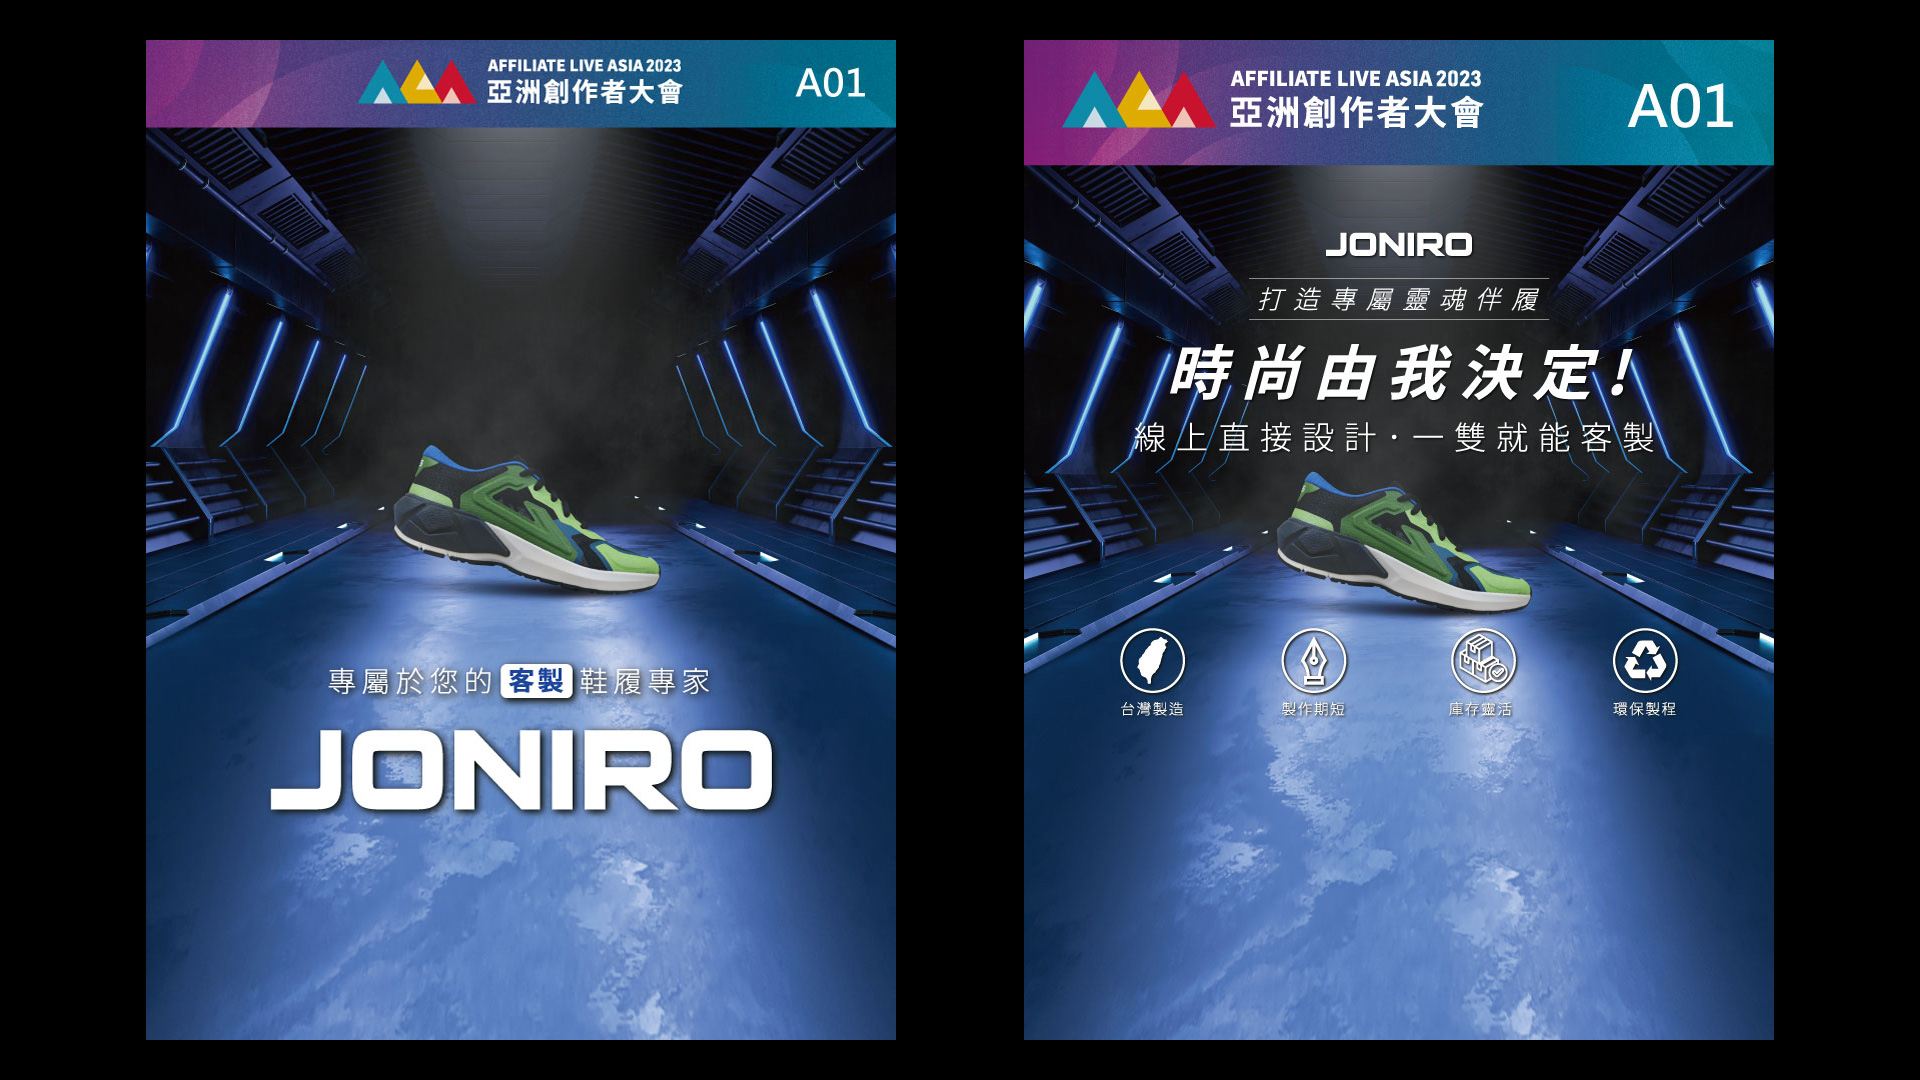 AFFILIATE LIVE ASIA 2023
亞洲創作者大會
A01
專屬於您的 客製 鞋履專家
JONIRO
AFFILIATE LIVE ASIA 2023
亞洲創作者大會
A01
JONIRO
打造專屬靈魂伴履
時尚由我決定!
線上直接設計·一雙就能客製
台灣製造
製作期短
庫存靈活
環保製程